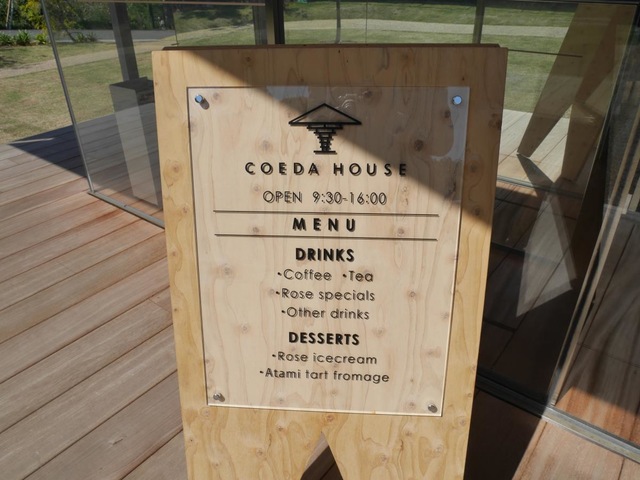 COEDA HOUSE
OPEN 9:30-16:00
MENU
DRINKS
•Coffee •Tea
•Rose specials
•Other drinks
DESSERTS
•Rose icecream
•Atami tart fromage